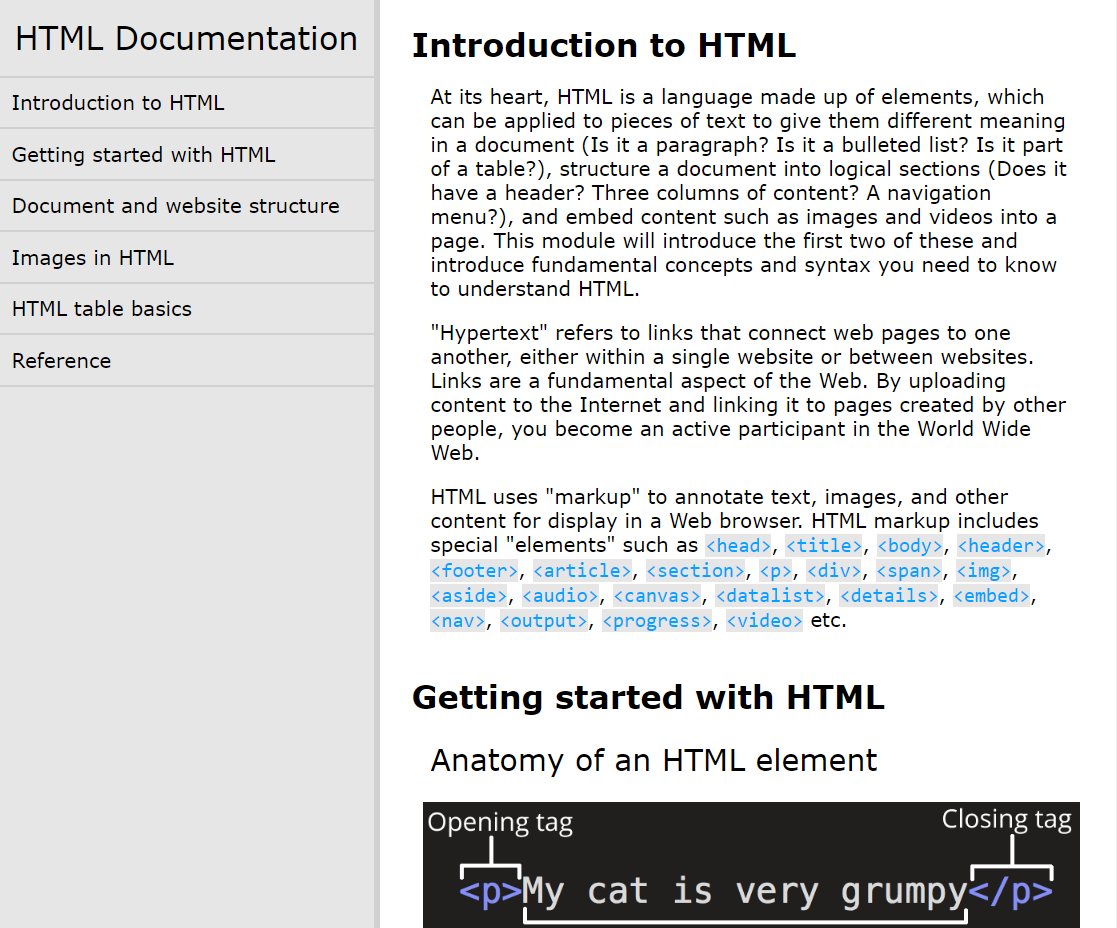 HTML Documentation
Introduction to HTML
Getting started with HTML
Document and website structure
Images in HTML
HTML table basics
Reference
Introduction to HTML
At its heart, HTML is a language made up of elements, which
can be applied to pieces of text to give them different meaning
in a document (Is it a paragraph? Is it a bulleted list? Is it part
of a table?), structure a document into logical sections (Does it
have a header? Three columns of content? A navigation
menu?), and embed content such as images and videos into a
page. This module will introduce the first two of these and
introduce fundamental concepts and syntax you need to know
to understand HTML.
"Hypertext" refers to links that connect web pages to one
another, either within a single website or between websites.
Links are a fundamental aspect of the Web. By uploading
content to the Internet and linking it to pages created by other
people, you become an active participant in the World Wide
Web.
HTML uses "markup" to annotate text, images, and other
content for display in a Web browser. HTML markup includes
special "elements" such as <head>, <title>, <body>, <header>,
<footer>, <article>, <section>, <p>, <div>, <span>, <img>,
<aside>, <audio>, <canvas>, <datalist>, <details>, <embed>,
<nav>, <output>, <progress>, <video> etc.
Getting started with HTML
Anatomy of an HTML element
Opening tag Closing tag
<p>My cat is very grumpy</p>